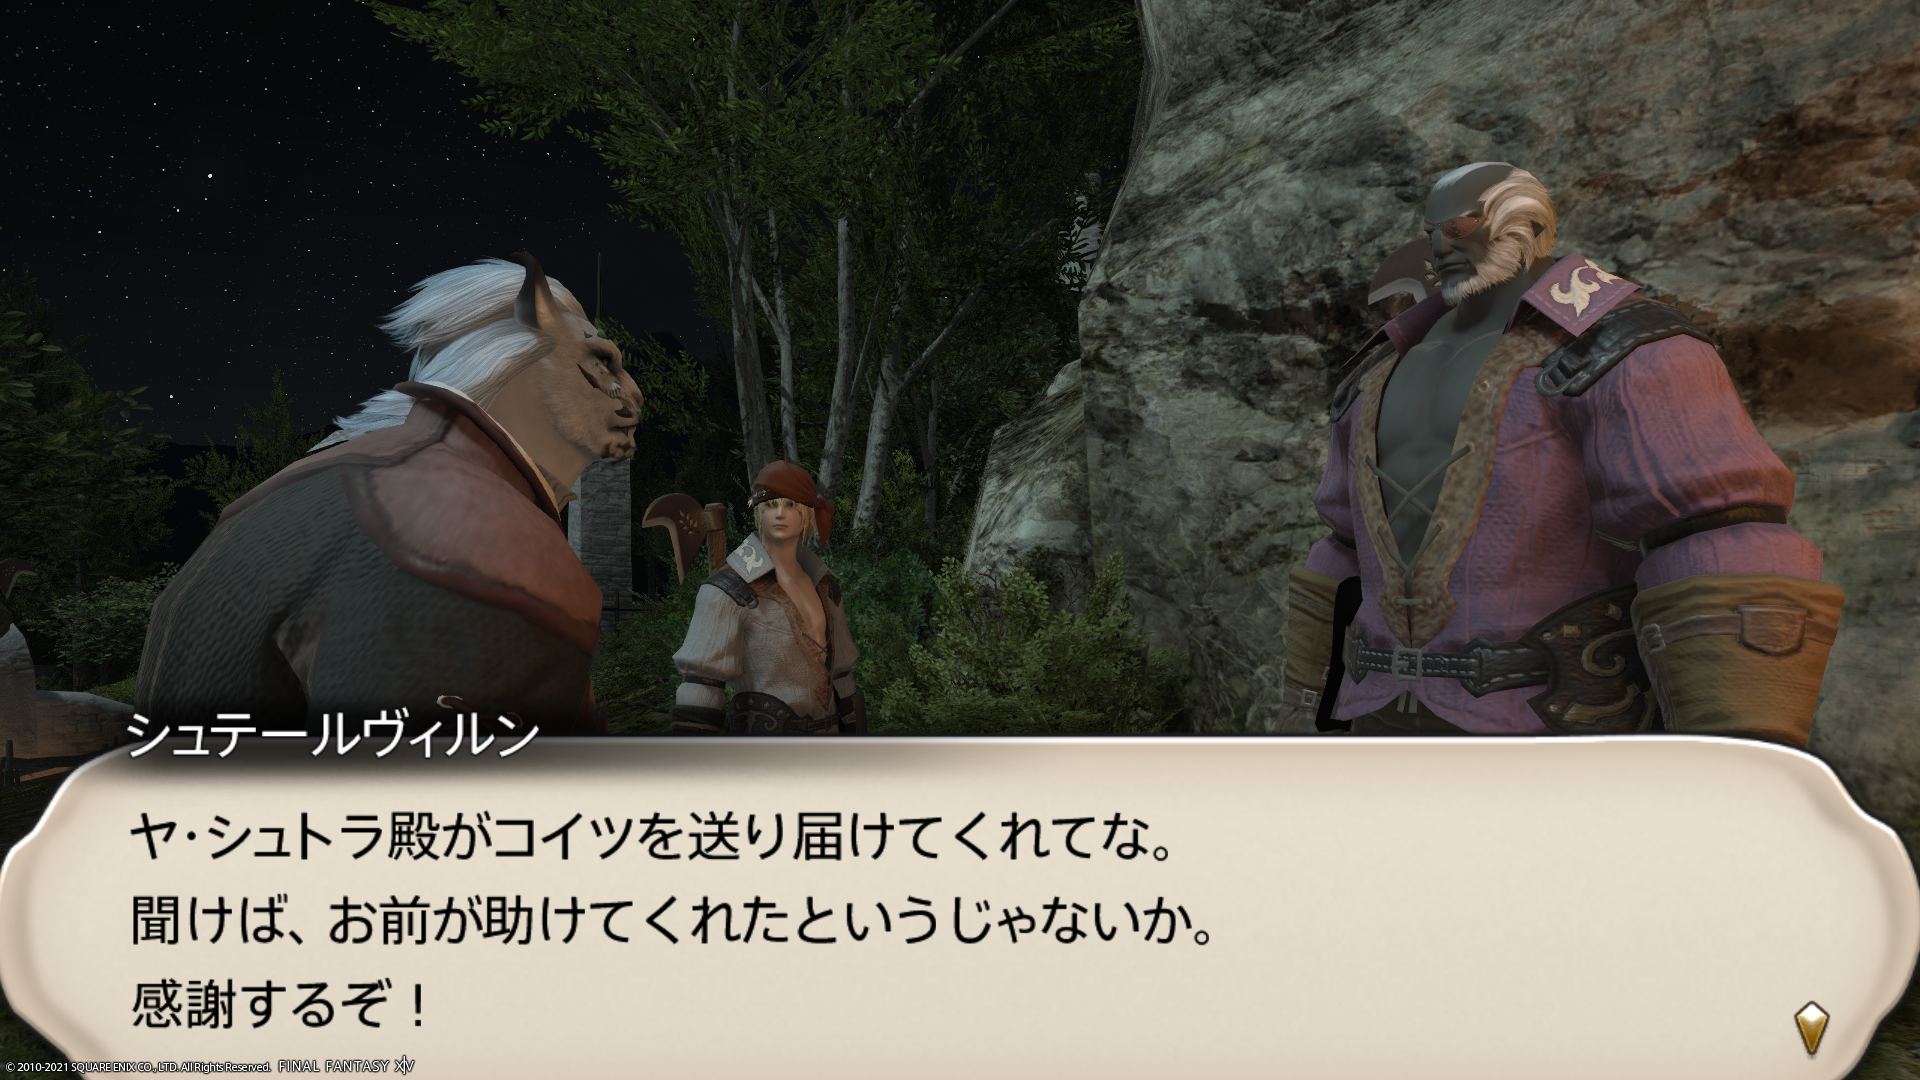 シュテールヴィルン
ヤ・シュトラ殿がコイツを送り届けてくれてな。
聞けば、お前が助けてくれたというじゃないか。
感謝するぞ！
© 2010-2021 SQUARE ENIX CO., LTD. All Rights Reserved. FINAL FANTASY XIV